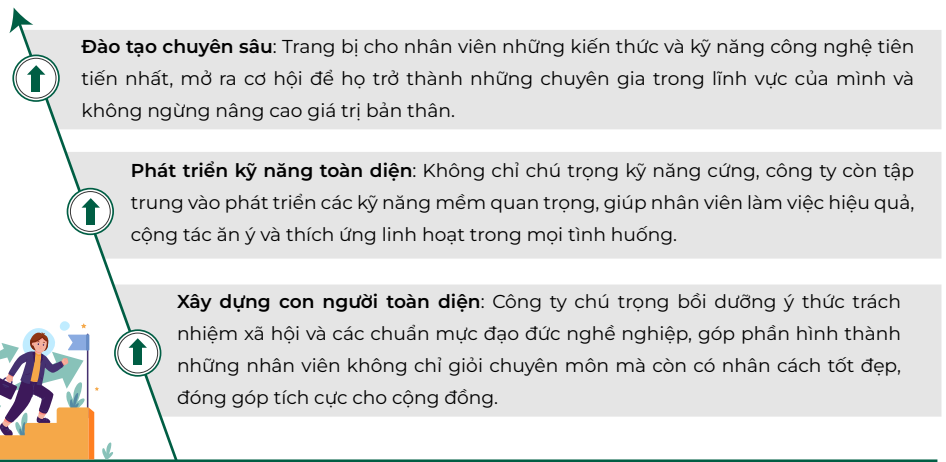 Đào tạo chuyên sâu: Trang bị cho nhân viên những kiến thức và kỹ năng công nghệ tiên
tiến nhất, mở ra cơ hội để họ trở thành những chuyên gia trong lĩnh vực của mình và
không ngừng nâng cao giá trị bản thân.
Phát triển kỹ năng toàn diện: Không chỉ chú trọng kỹ năng cứng, công ty còn tập
trung vào phát triển các kỹ năng mềm quan trọng, giúp nhân viên làm việc hiệu quả,
cộng tác ăn ý và thích ứng linh hoạt trong mọi tình huống.
Xây dựng con người toàn diện: Công ty chú trọng bồi dưỡng ý thức trách
nhiệm xã hội và các chuẩn mực đạo đức nghề nghiệp, góp phần hình thành
những nhân viên không chỉ giỏi chuyên môn mà còn có nhân cách tốt đẹp,
đóng góp tích cực cho cộng đồng.